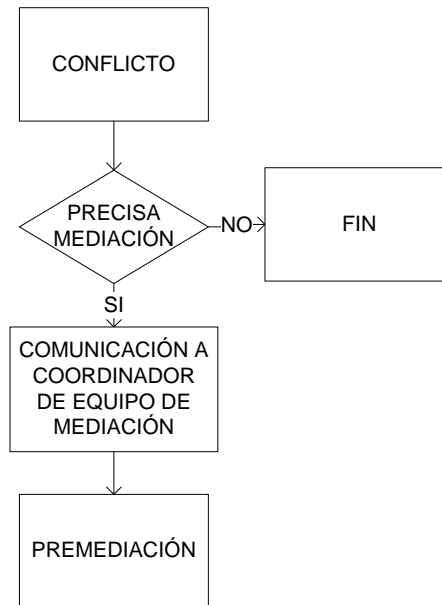 CONFLICTO
PRECISA
MEDIACIÓN
NO
FIN
SI
COMUNICACIÓN A
COORDINADOR
DE EQUIPO DE
MEDIACIÓN
PREMEDIACIÓN